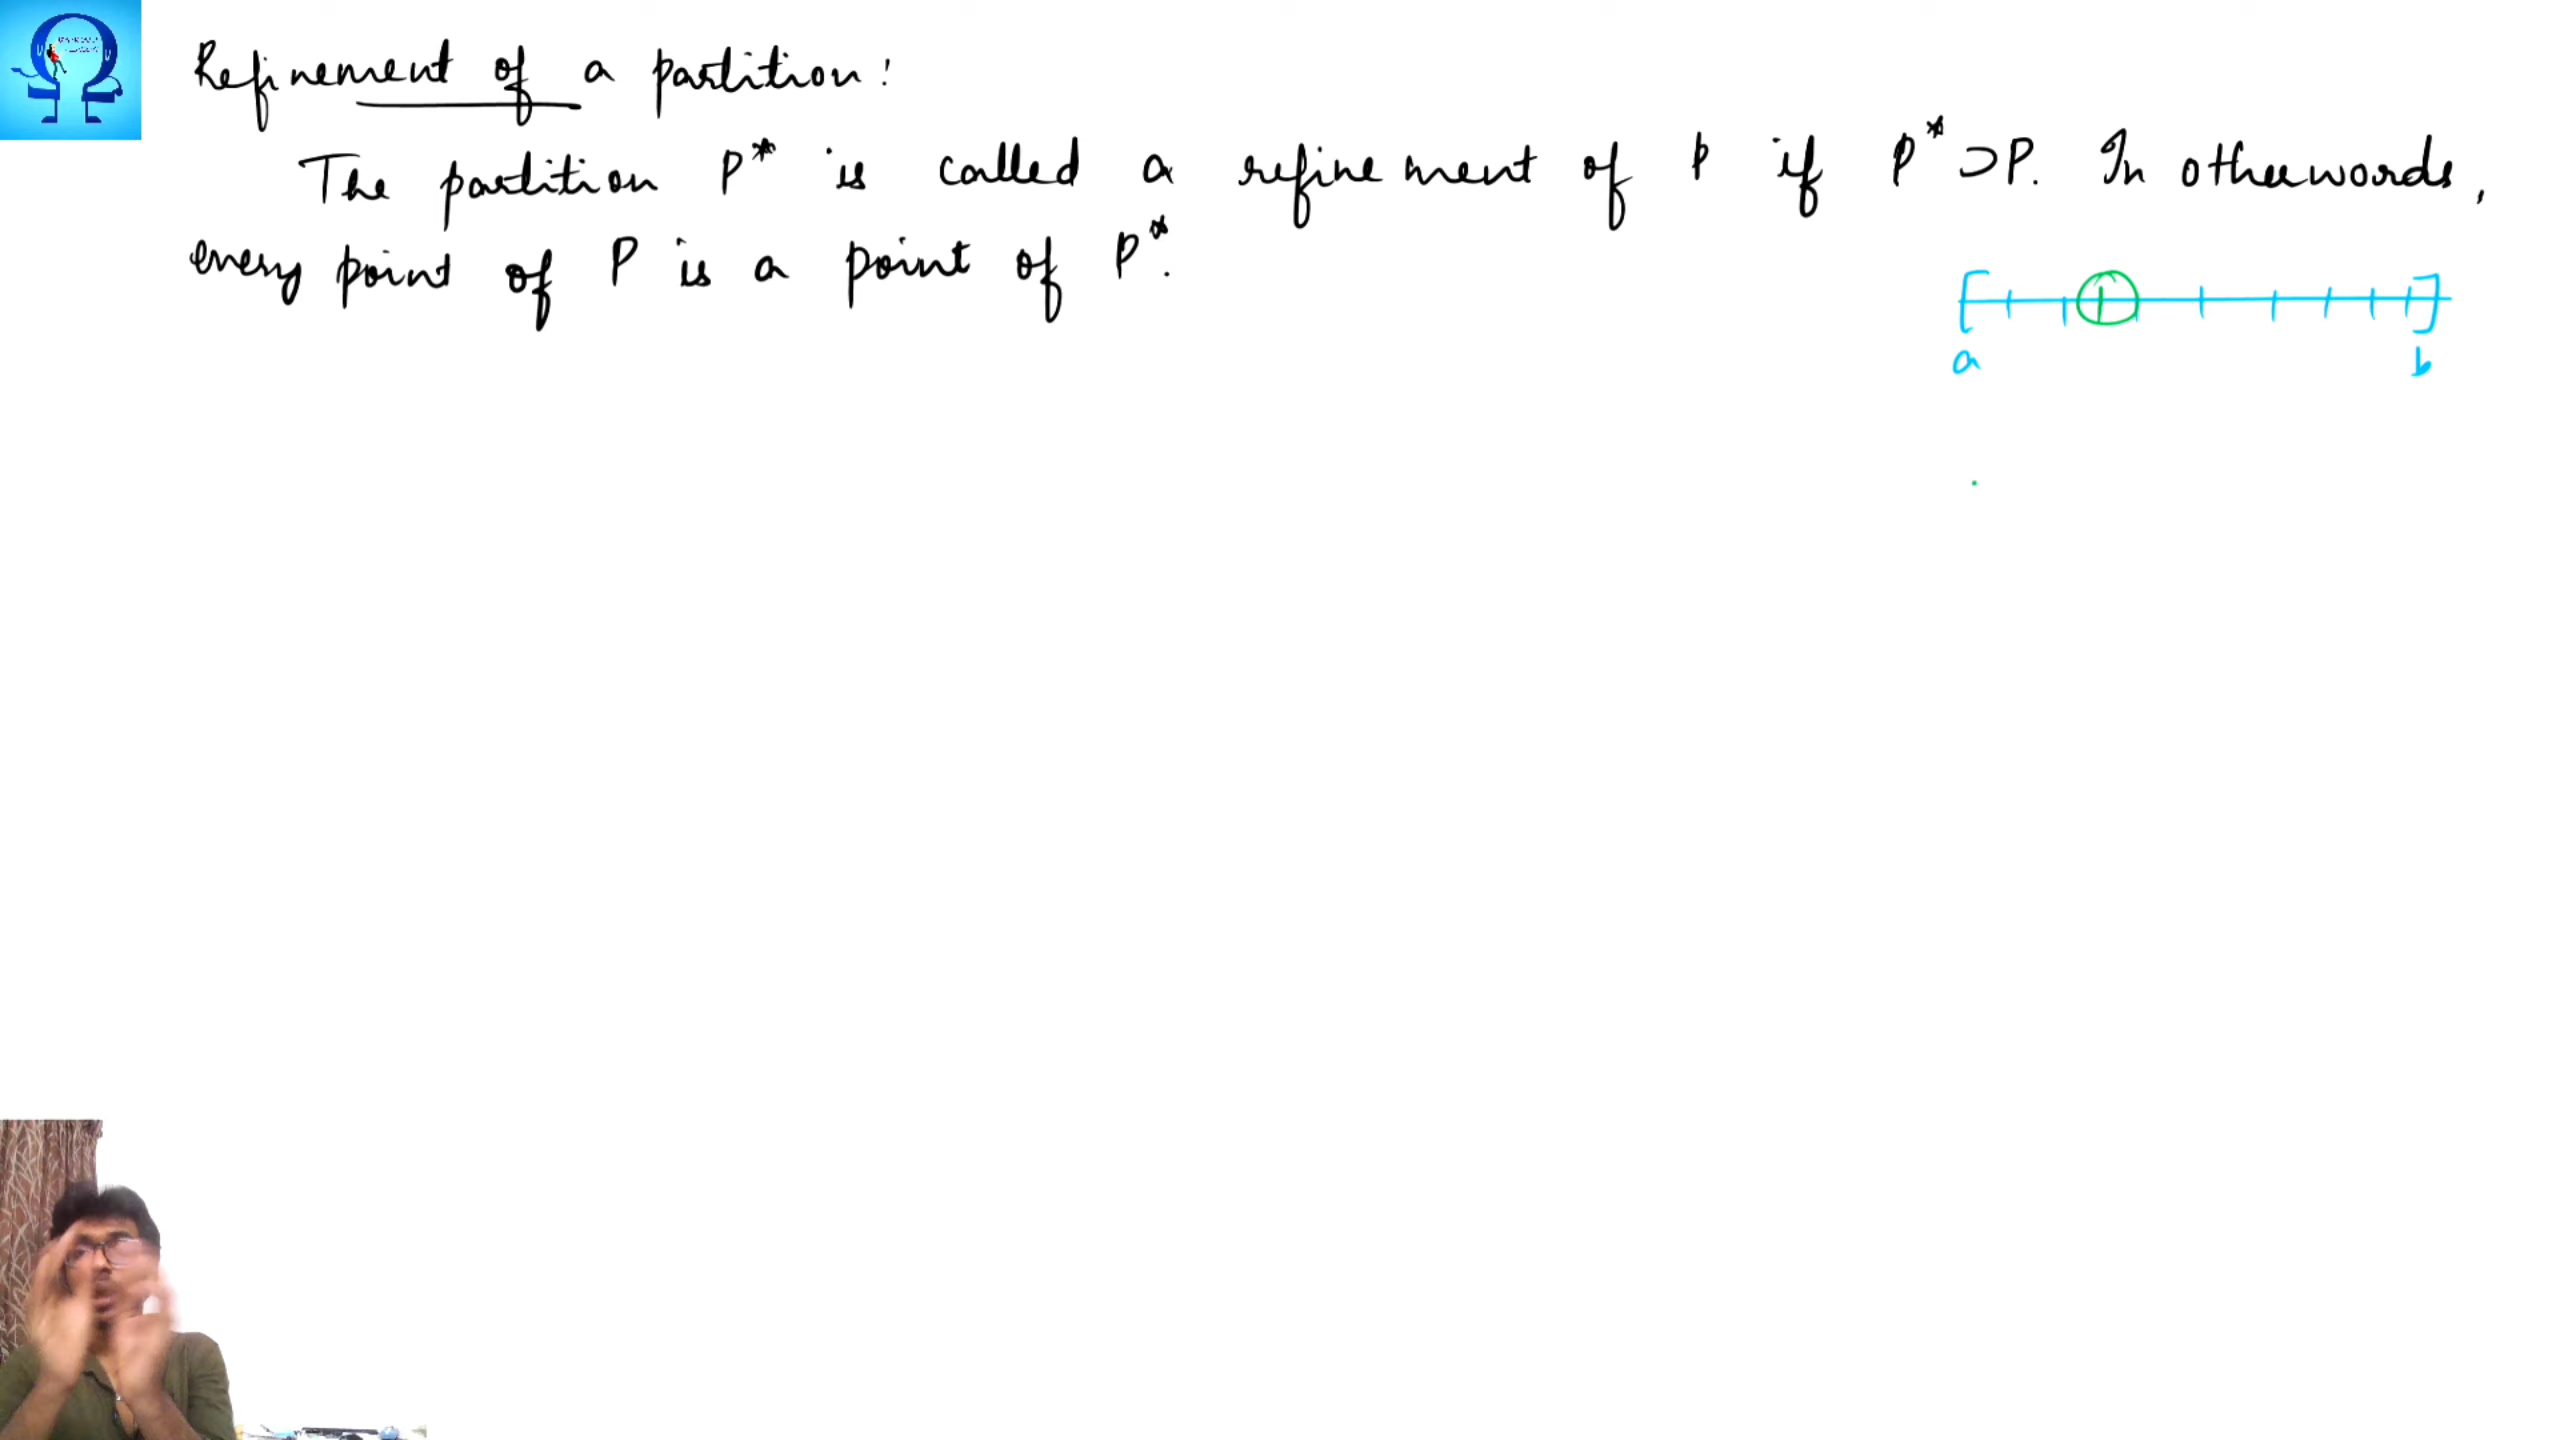 Refinement of a partition:
The partition P* is called a refinement of P if P* ⊃ P. In otherwords,
every point of P is a point of P*.
[ ]
a b